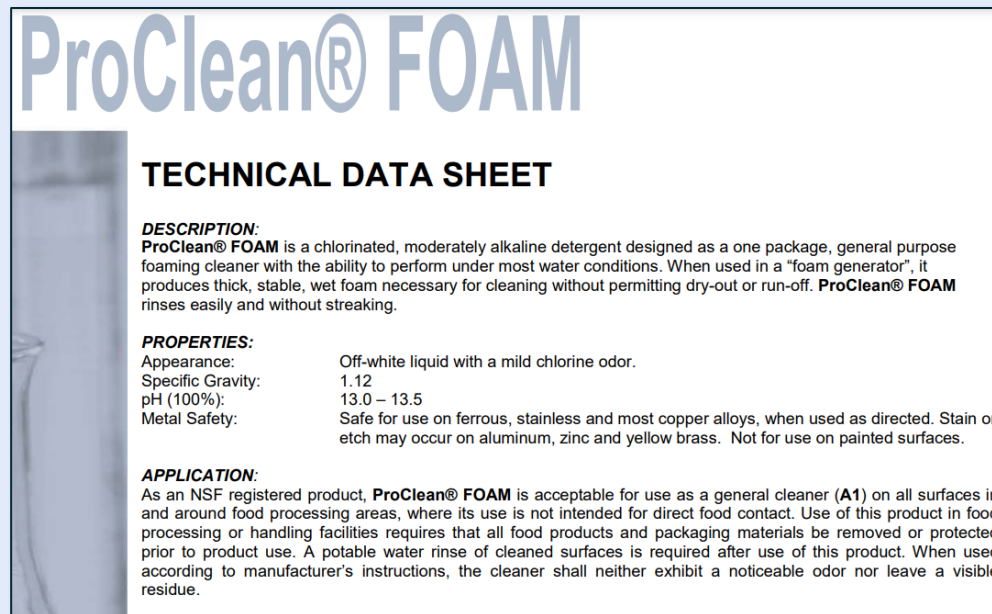 ProClean® FOAM
TECHNICAL DATA SHEET
DESCRIPTION:
ProClean® FOAM is a chlorinated, moderately alkaline detergent designed as a one package, general purpose
foaming cleaner with the ability to perform under most water conditions. When used in a “foam generator”, it
produces thick, stable, wet foam necessary for cleaning without permitting dry-out or run-off. ProClean® FOAM
rinses easily and without streaking.
PROPERTIES:
Appearance: Off-white liquid with a mild chlorine odor.
Specific Gravity: 1.12
pH (100%): 13.0 – 13.5
Metal Safety: Safe for use on ferrous, stainless and most copper alloys, when used as directed. Stain or
etch may occur on aluminum, zinc and yellow brass. Not for use on painted surfaces.
APPLICATION:
As an NSF registered product, ProClean® FOAM is acceptable for use as a general cleaner (A1) on all surfaces in
and around food processing areas, where its use is not intended for direct food contact. Use of this product in food
processing or handling facilities requires that all food products and packaging materials be removed or protected
prior to product use. A potable water rinse of cleaned surfaces is required after use of this product. When used
according to manufacturer’s instructions, the cleaner shall neither exhibit a noticeable odor nor leave a visible
residue.